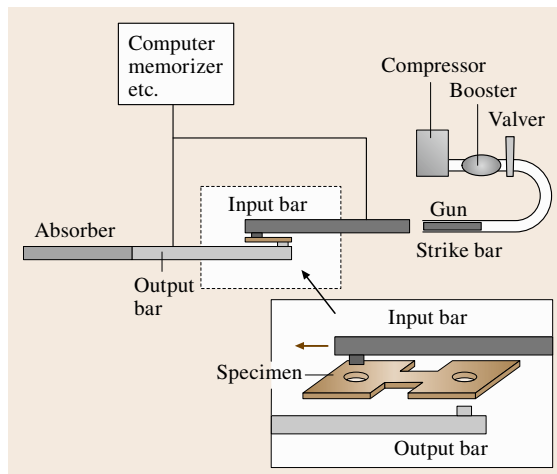 Computer
memorizer
etc.
Compressor
Booster
Valver
Input bar
Gun
Absorber
Strike bar
Output
bar
Input bar
Specimen
Output bar